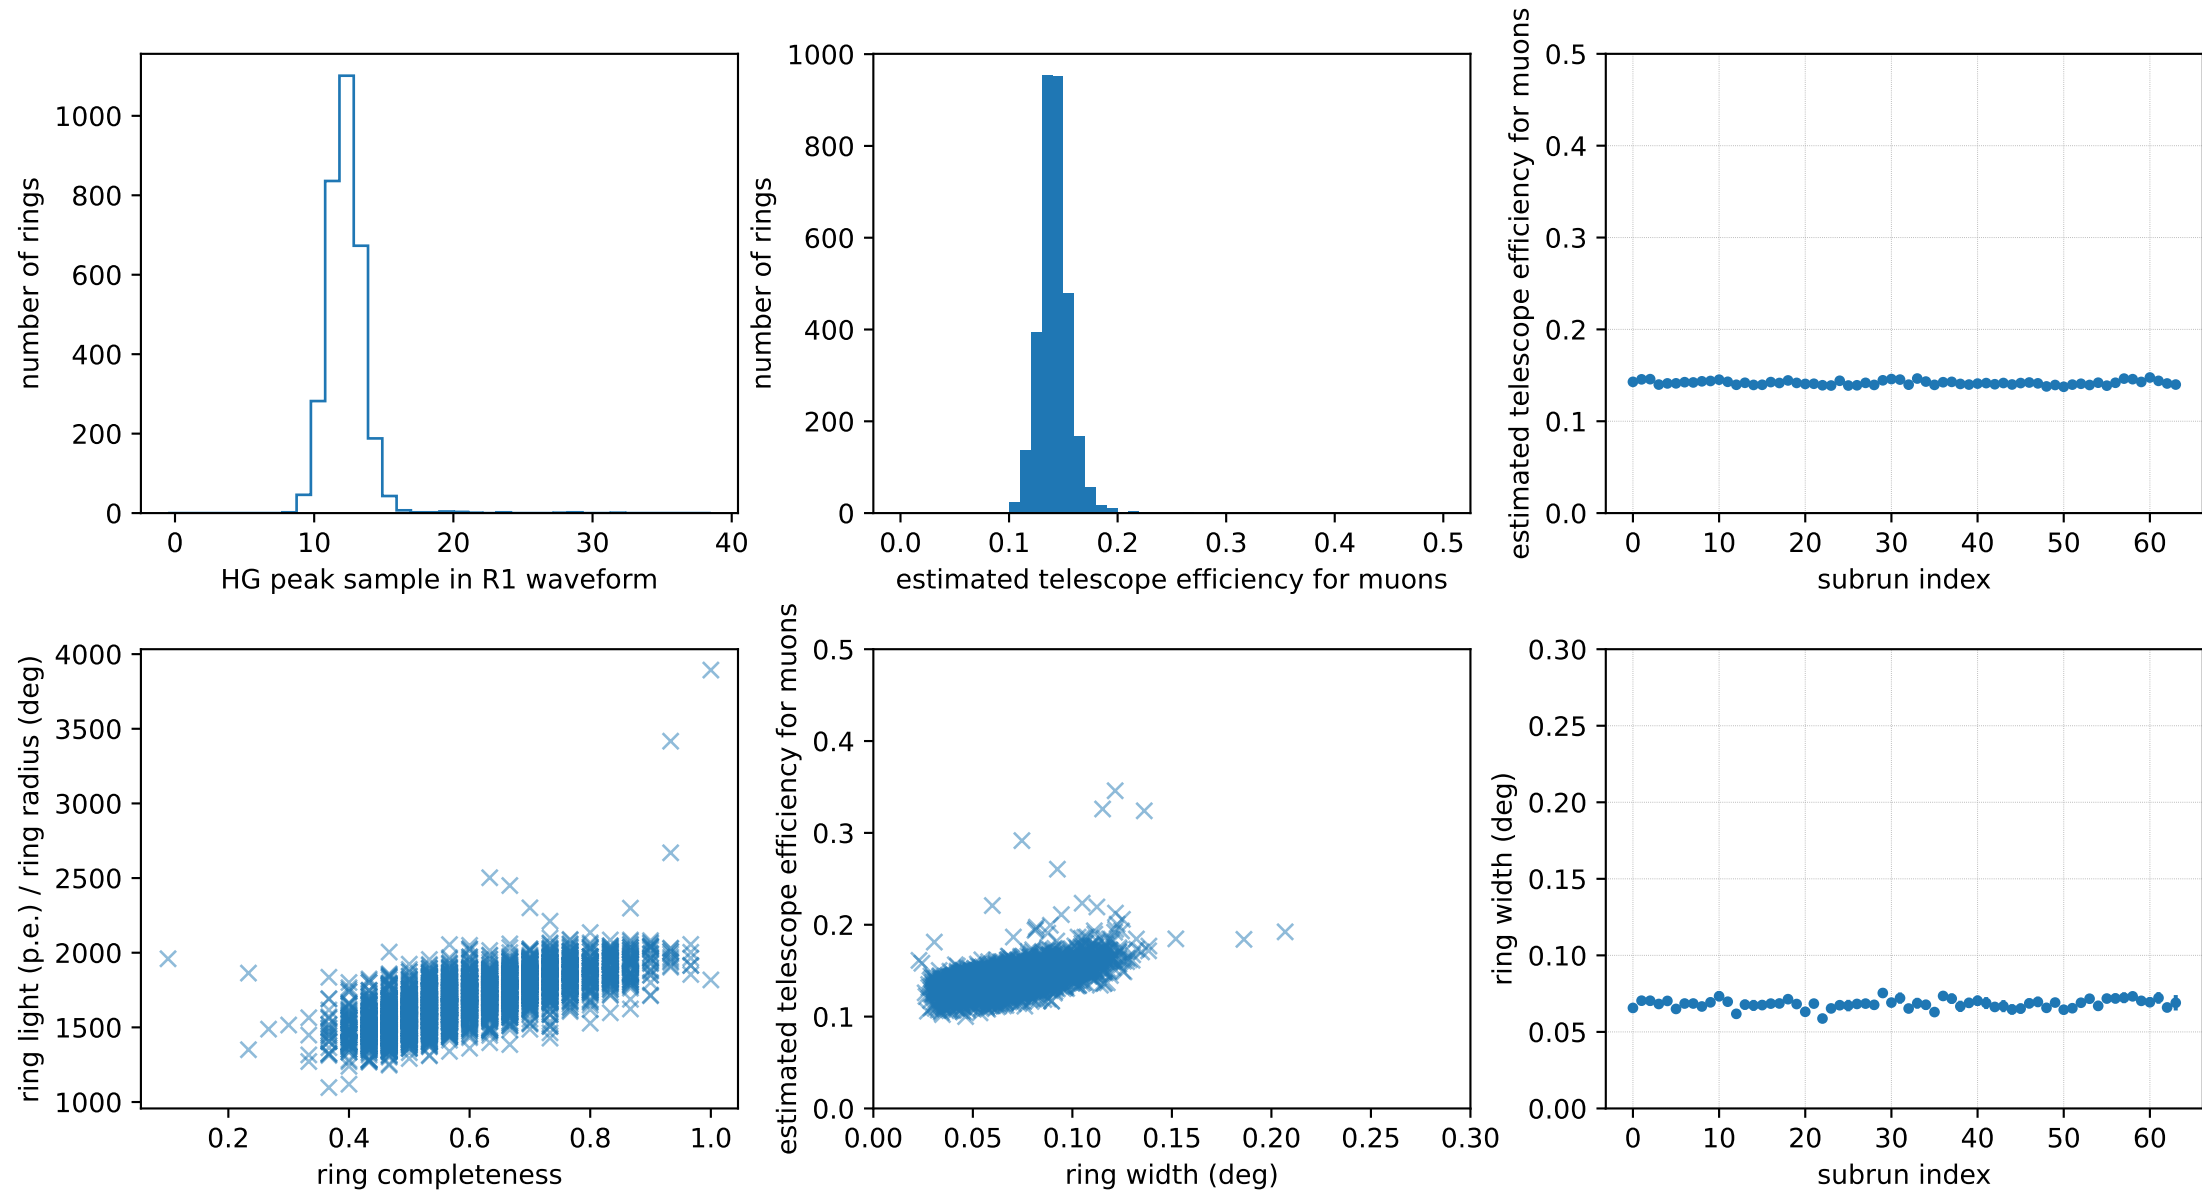 number of rings
1000
800
600
400
200
0
0 10 20 30 40
HG peak sample in R1 waveform
number of rings
1000
800
600
400
200
0
0.0 0.1 0.2 0.3 0.4 0.5
estimated telescope efficiency for muons
estimated telescope efficiency for muons
0.5
0.4
0.3
0.2
0.1
0.0
0 10 20 30 40 50 60
subrun index
ring light (p.e.) / ring radius (deg)
4000
3500
3000
2500
2000
1500
1000
0.2 0.4 0.6 0.8 1.0
ring completeness
estimated telescope efficiency for muons
0.5
0.4
0.3
0.2
0.1
0.0
0.00 0.05 0.10 0.15 0.20 0.25 0.30
ring width (deg)
ring width (deg)
0.30
0.25
0.20
0.15
0.10
0.05
0.00
0 10 20 30 40 50 60
subrun index